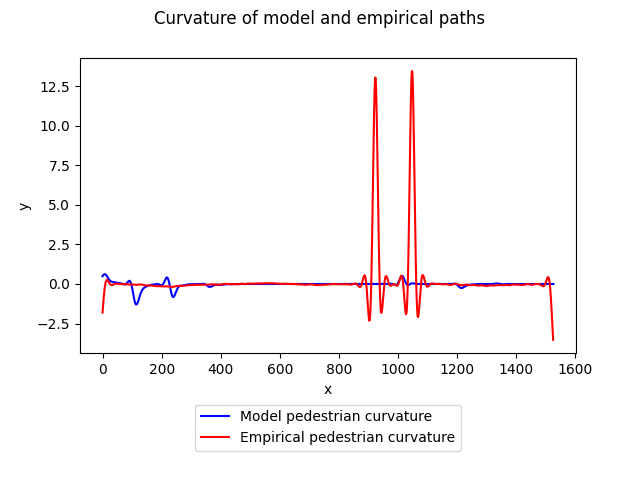 Curvature of model and empirical paths
12.5
10.0
7.5
5.0
2.5
0.0
−2.5
y
0 200 400 600 800 1000 1200 1400 1600
x
Model pedestrian curvature
Empirical pedestrian curvature